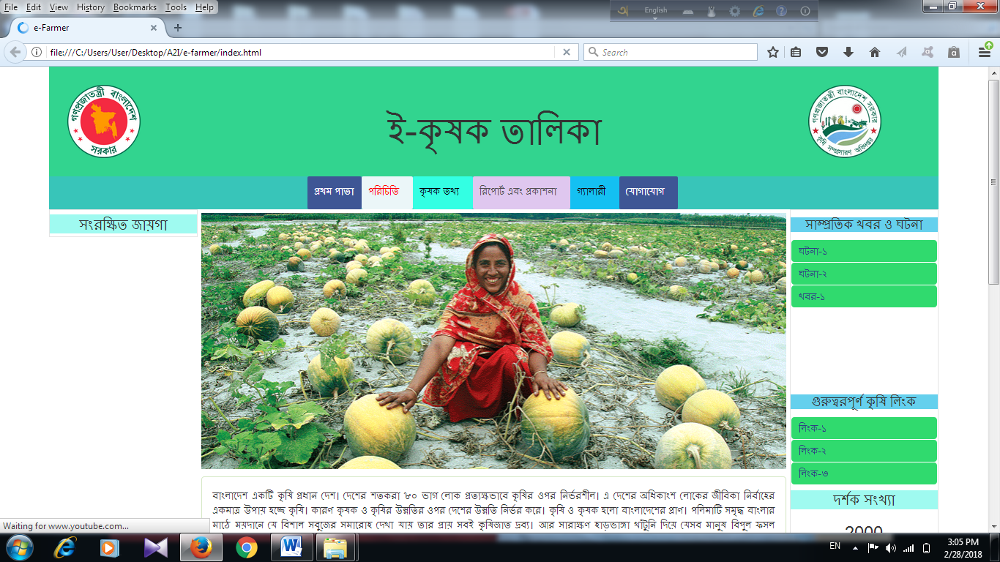 File Edit View History Bookmarks Tools Help
English
e-Farmer
file:///C:/Users/User/Desktop/A2I/e-farmer/index.html
Search
গণপ্রজাতন্ত্রী বাংলাদেশ
সরকার
ই-কৃষক তালিকা
গণপ্রজাতন্ত্রী বাংলাদেশ সরকার
কৃষি সম্প্রসারণ অধিদপ্তর
প্রথম পাতা পরিচিতি কৃষক তথ্য রিপোর্ট এবং প্রকাশনা গ্যালারী যোগাযোগ
সংরক্ষিত জায়গা
সাম্প্রতিক খবর ও ঘটনা
ঘটনা-১
ঘটনা-২
খবর-১
গুরুত্বরপূর্ণ কৃষি লিংক
লিংক-১
লিংক-২
লিংক-৩
দর্শক সংখ্যা
2000
বাংলাদেশ একটি কৃষি প্রধান দেশ। দেশের শতকরা ৮০ ভাগ লোক প্রত্যক্ষভাবে কৃষির ওপর নির্ভরশীল। এ দেশের অধিকাংশ লোকের জীবিকা নির্বাহের
একমাত্র উপায় হচ্ছে কৃষি। কারণ কৃষক ও কৃষির উন্নতির ওপর দেশের উন্নতি নির্ভর করে। কৃষি ও কৃষক হলো বাংলাদেশের প্রাণ। পলিমাটি সমৃদ্ধ বাংলার
মাঠে ময়দানে যে বিশাল সবুজের সমারোহ দেখা যায় তার প্রায় সবই কৃষিজাত দ্রব্য। আর সারাক্ষণ হাড়ভাঙ্গা খাঁটুনি দিয়ে যেসব মানুষ বিপুল ফসল
Waiting for www.youtube.com...
EN
3:05 PM
2/28/2018